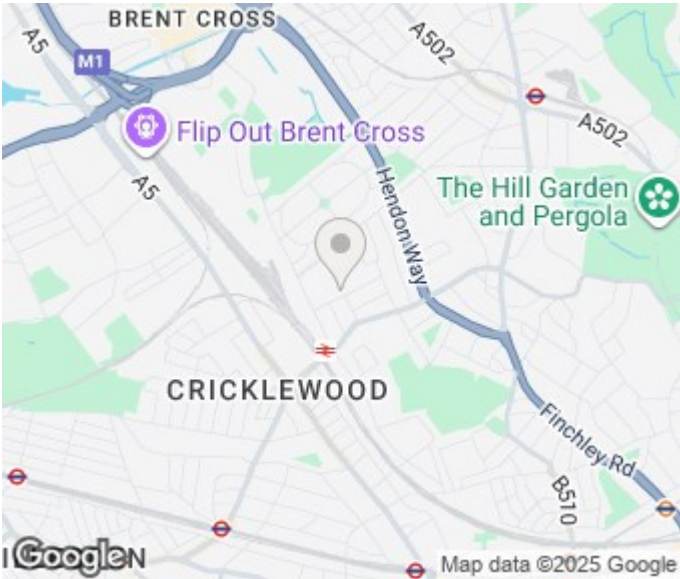 BRENT CROSS
A5
M1
A502
Flip Out Brent Cross
A502
A5
Hendon Way
The Hill Garden
and Pergola
CRICKLEWOOD
Finchley Rd
B510
Google
Map data ©2025 Google